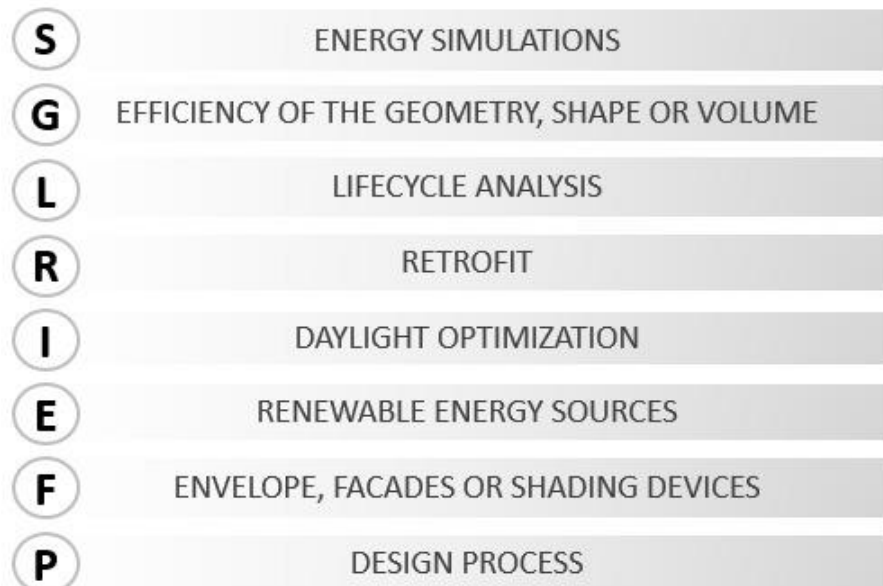 S ENERGY SIMULATIONS
G EFFICIENCY OF THE GEOMETRY, SHAPE OR VOLUME
L LIFECYCLE ANALYSIS
R RETROFIT
I DAYLIGHT OPTIMIZATION
E RENEWABLE ENERGY SOURCES
F ENVELOPE, FACADES OR SHADING DEVICES
P DESIGN PROCESS